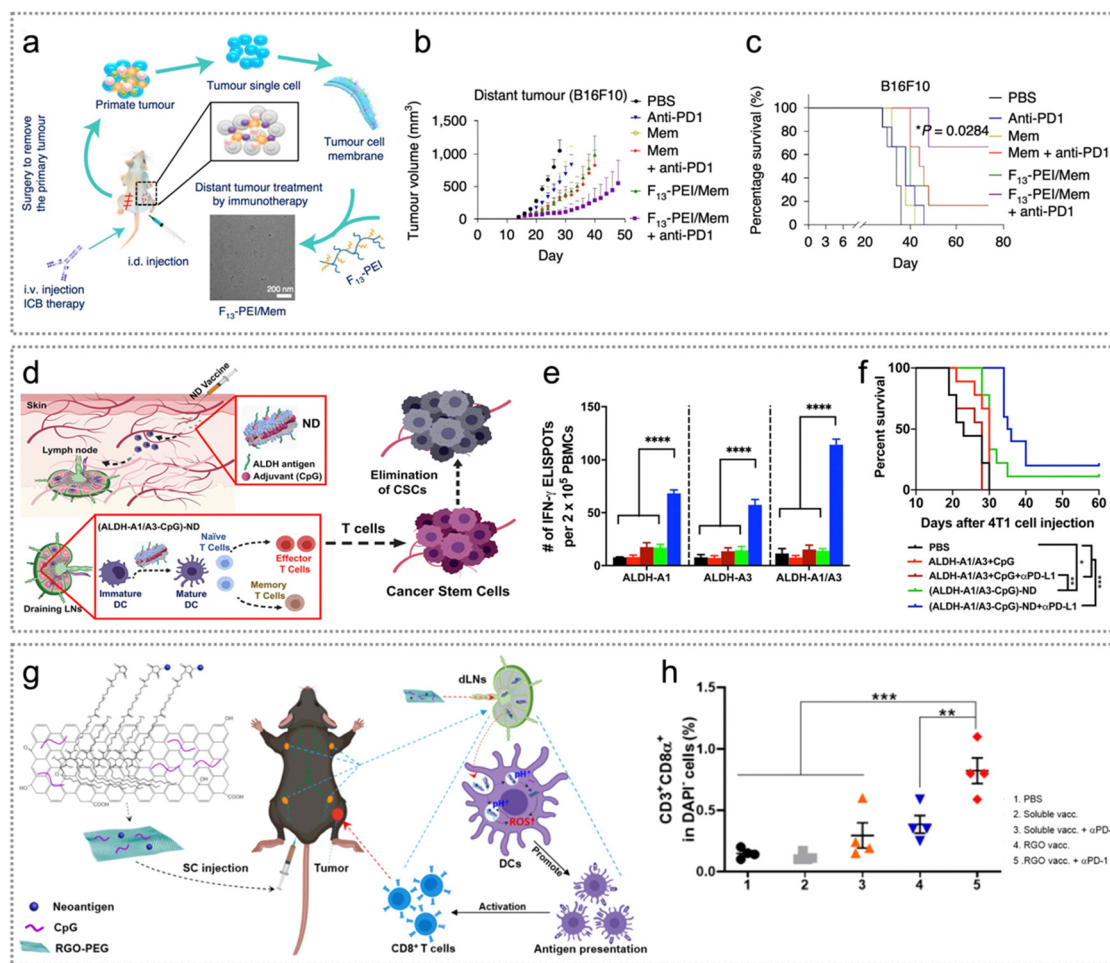 a
Primate tumour
Tumour single cell
Tumour cell
membrane
Surgery to remove
the primary tumour
Distant tumour treatment
by immunotherapy
i.d. injection
i.v. injection
ICB therapy
200 nm
F₁₃-PEI/Mem
F₁₃-PEI
b
Distant tumour (B16F10)
Tumour volume (mm³)
1,500
1,000
500
0
0 10 20 30 40 50
Day
PBS
Anti-PD1
Mem
Mem
+ anti-PD1
F₁₃-PEI/Mem
F₁₃-PEI/Mem
+ anti-PD1
c
B16F10
Percentage survival (%)
100
80
60
40
20
0
*P = 0.0284
0 3 6 20 40 60 80
Day
PBS
Anti-PD1
Mem
Mem + anti-PD1
F₁₃-PEI/Mem
F₁₃-PEI/Mem
+ anti-PD1
d
ND Vaccine
Skin
Lymph node
ND
ALDH antigen
Adjuvant (CpG)
(ALDH-A1/A3-CpG)-ND
Naïve
T Cells
Effector
T Cells
Memory
T Cells
Immature
DC
Mature
DC
Draining LNs
T cells
Elimination
of CSCs
Cancer Stem Cells
e
# of IFN-γ ELISPOTs
per 2 x 10⁵ PBMCs
150
100
50
0
**** **** ****
ALDH-A1 ALDH-A3 ALDH-A1/A3
f
Percent survival
100
50
0
10 20 30 40 50 60
Days after 4T1 cell injection
PBS
ALDH-A1/A3+CpG
ALDH-A1/A3+CpG+αPD-L1
(ALDH-A1/A3-CpG)-ND
(ALDH-A1/A3-CpG)-ND+αPD-L1
** * ***
g
O
OH
HO
COOH
COOH
OH
SC injection
Tumor
Neoantigen
CpG
RGO-PEG
dLNs
pH⁺
pH⁺
ROS↑
DCs
Promote
CD8⁺ T cells
Activation
Antigen presentation
h
CD3⁺CD8α⁺
in DAPI⁻ cells (%)
1.5
1.0
0.5
0.0
***
**
1 2 3 4 5
1. PBS
2. Soluble vacc.
3. Soluble vacc. + αPD-
4. RGO vacc.
5. RGO vacc. + αPD-1